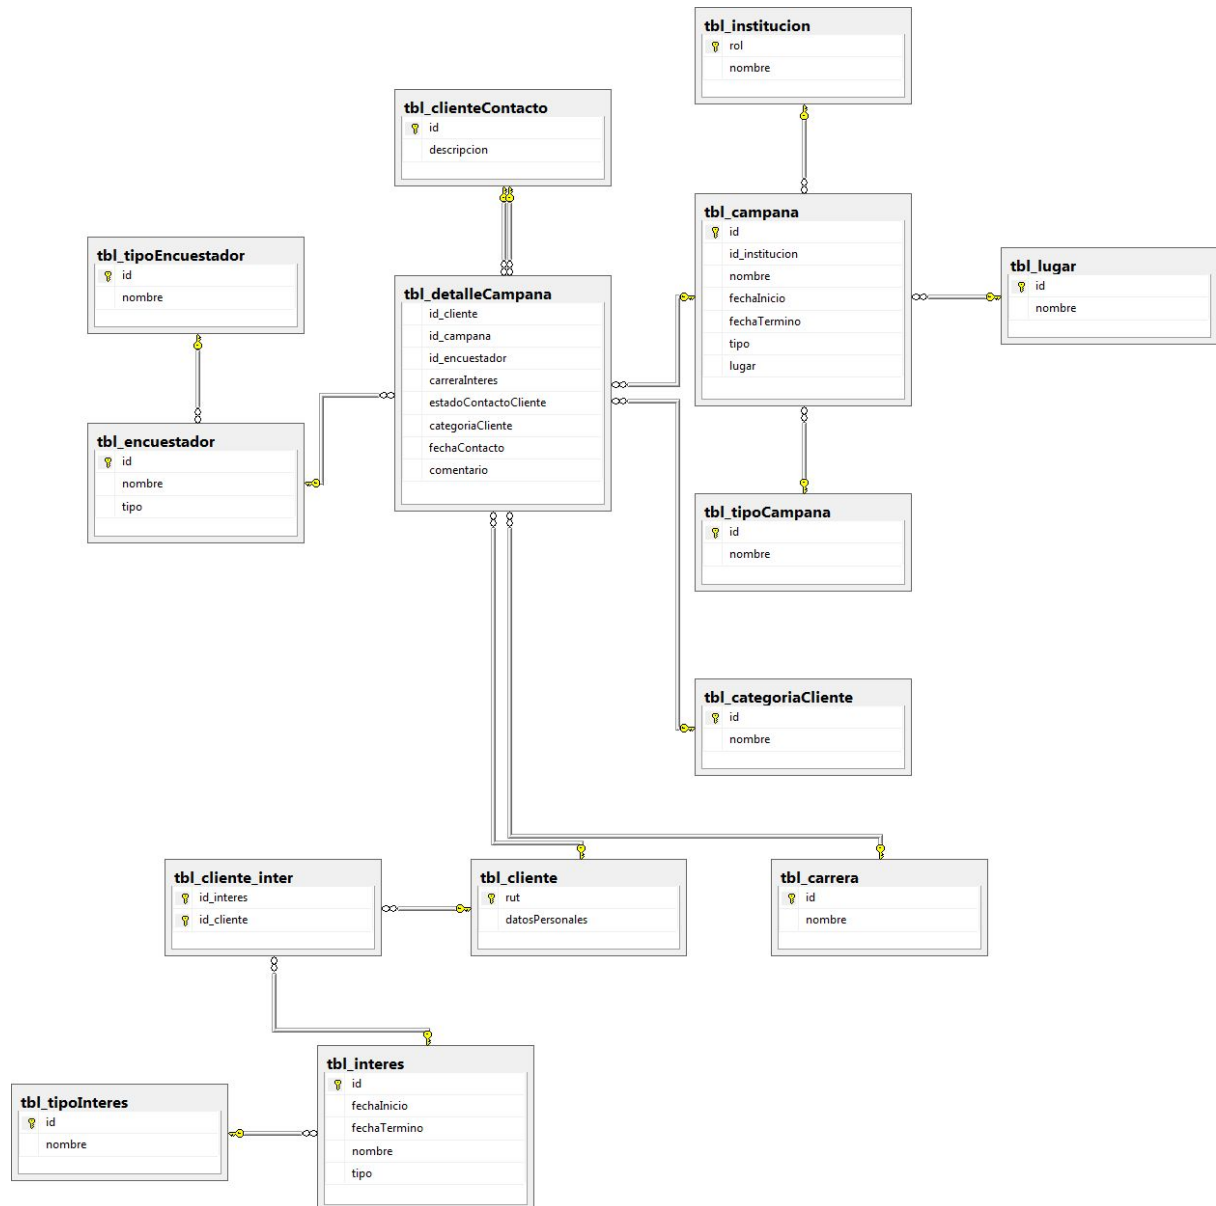 tbl_institucion
rol
nombre
tbl_clienteContacto
id
descripcion
tbl_campana
id
id_institucion
nombre
fechaInicio
fechaTermino
tipo
lugar
tbl_tipoEncuestador
id
nombre
tbl_lugar
id
nombre
tbl_detalleCampana
id_cliente
id_campana
id_encuestador
carreraInteres
estadoContactoCliente
categoriaCliente
fechaContacto
comentario
tbl_encuestador
id
nombre
tipo
tbl_tipoCampana
id
nombre
tbl_categoriaCliente
id
nombre
tbl_cliente_inter
id_interes
id_cliente
tbl_cliente
rut
datosPersonales
tbl_carrera
id
nombre
tbl_interes
id
fechaInicio
fechaTermino
nombre
tipo
tbl_tipoInteres
id
nombre